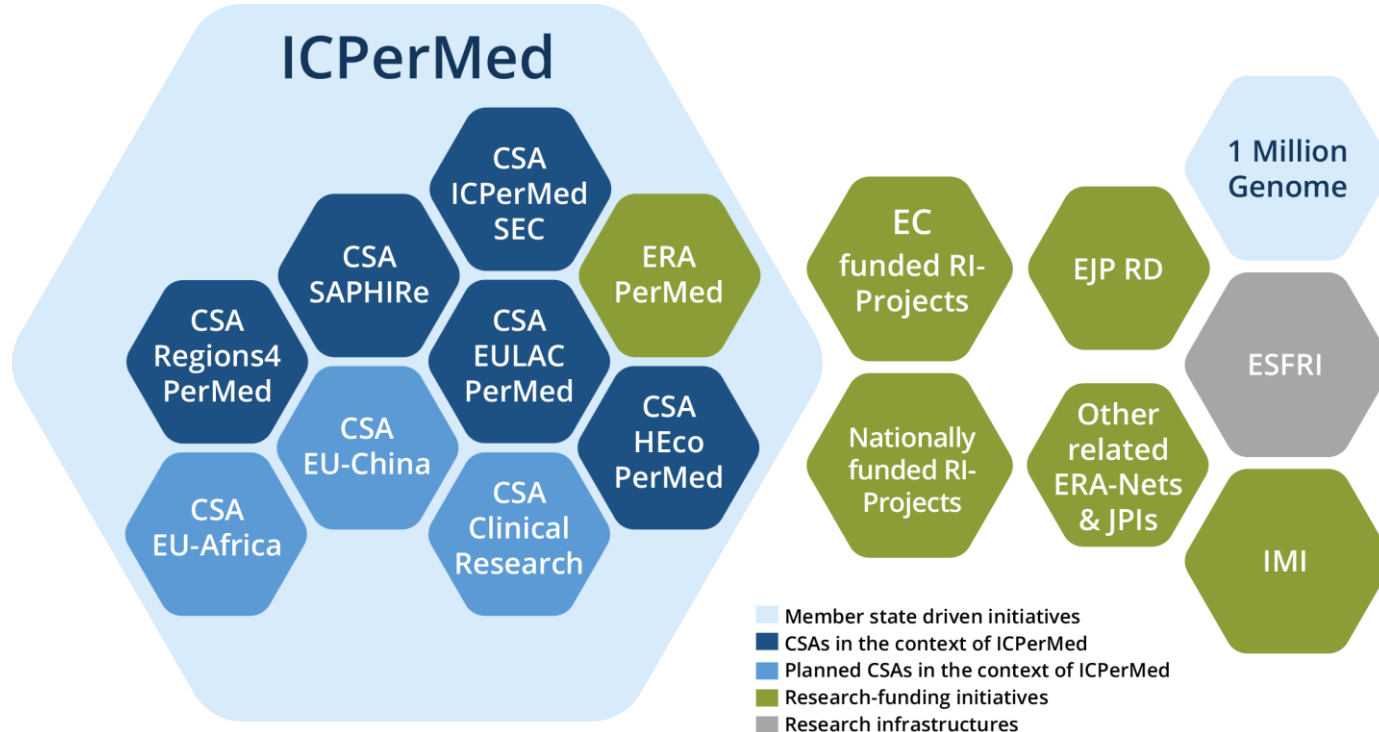 ICPerMed
CSA
ICPerMed
SEC
CSA
SAPHIRe
ERA
PerMed
CSA
Regions4
PerMed
CSA
EULAC
PerMed
CSA
EU-China
CSA
HEco
PerMed
CSA
EU-Africa
CSA
Clinical
Research
EC
funded RI-
Projects
EJP RD
1 Million
Genome
ESFRI
Nationally
funded RI-
Projects
Other
related
ERA-Nets
& JPIs
IMI
Member state driven initiatives
CSAs in the context of ICPerMed
Planned CSAs in the context of ICPerMed
Research-funding initiatives
Research infrastructures